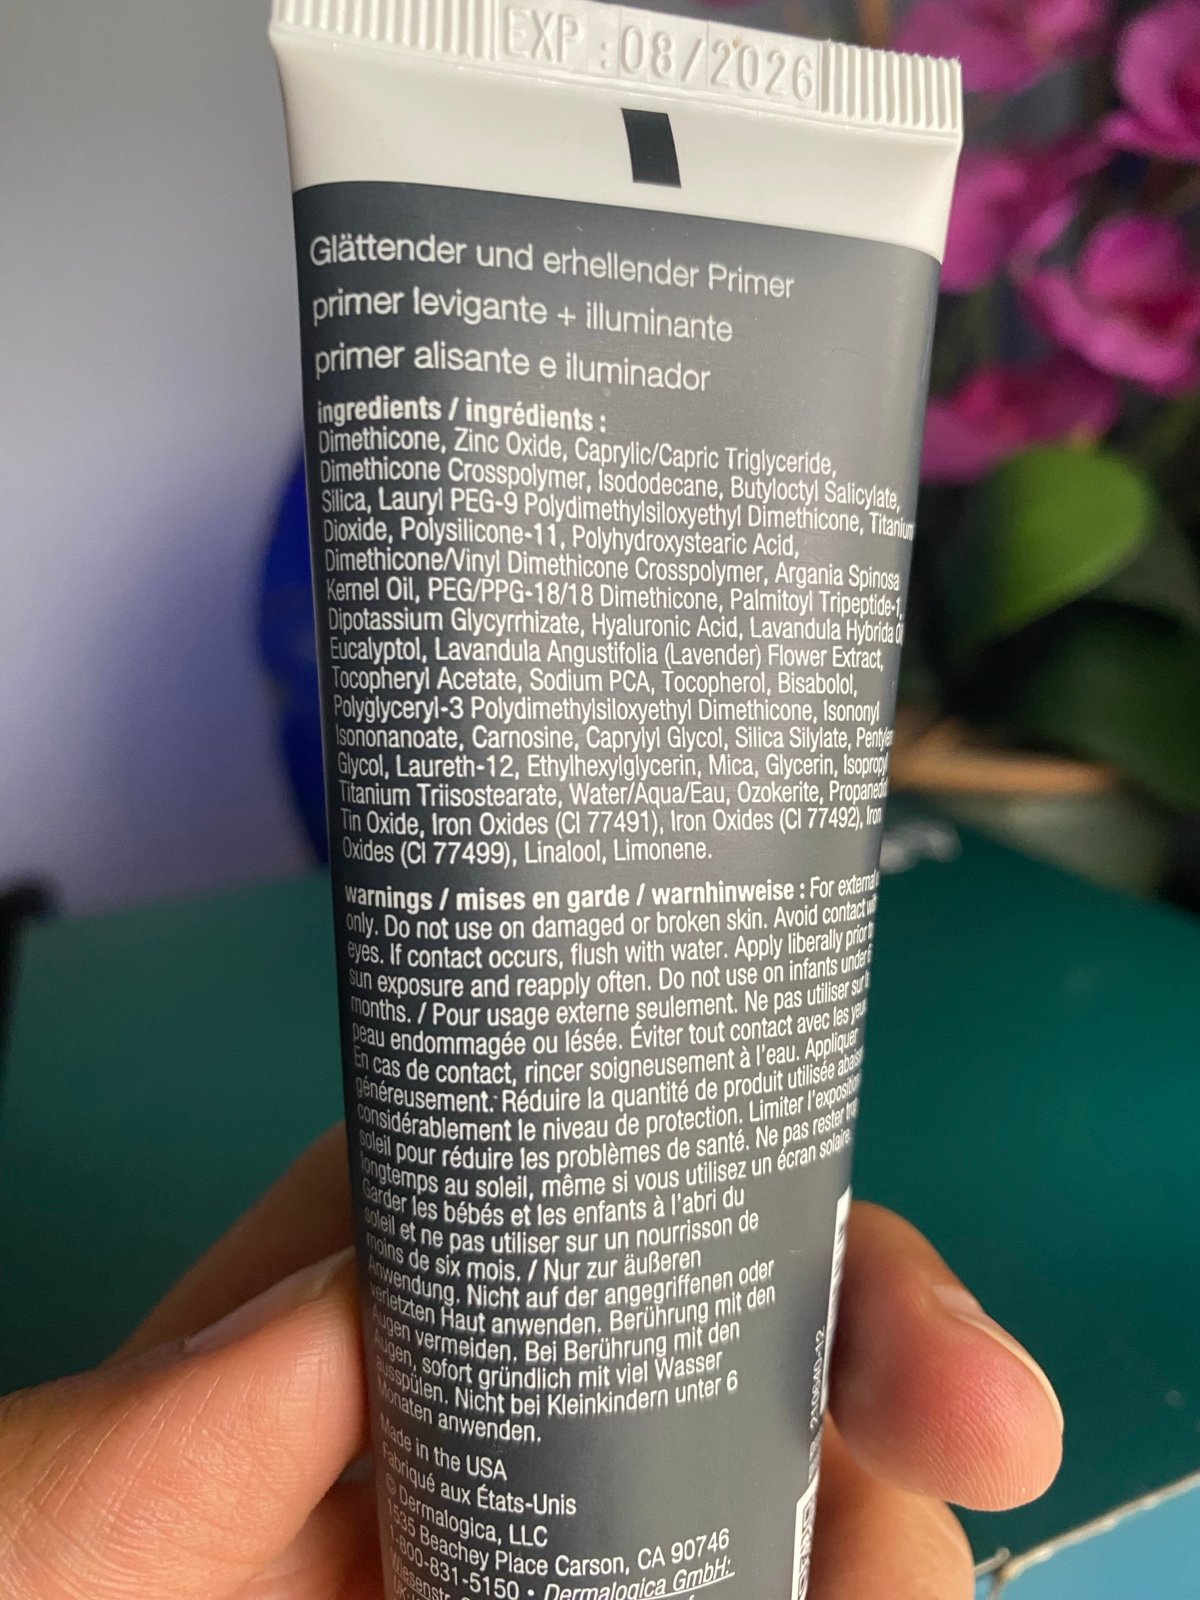 EXP :08/2026
Glättender und erhellender Primer
primer levigante + illuminante
primer alisante e iluminador
ingredients / ingrédients :
Dimethicone, Zinc Oxide, Caprylic/Capric Triglyceride,
Dimethicone Crosspolymer, Isododecane, Butyloctyl Salicylate,
Silica, Lauryl PEG-9 Polydimethylsiloxyethyl Dimethicone, Titanium
Dioxide, Polysilicone-11, Polyhydroxystearic Acid,
Dimethicone/Vinyl Dimethicone Crosspolymer, Argania Spinosa
Kernel Oil, PEG/PPG-18/18 Dimethicone, Palmitoyl Tripeptide-1,
Dipotassium Glycyrrhizate, Hyaluronic Acid, Lavandula Hybrida
Eucalyptol, Lavandula Angustifolia (Lavender) Flower Extract,
Tocopheryl Acetate, Sodium PCA, Tocopherol, Bisabolol,
Polyglyceryl-3 Polydimethylsiloxyethyl Dimethicone, Isononyl
Isononanoate, Carnosine, Caprylyl Glycol, Silica Silylate,
Glycol, Laureth-12, Ethylhexylglycerin, Mica, Glycerin, Isopropyl
Titanium Triisostearate, Water/Aqua/Eau, Ozokerite,
Tin Oxide, Iron Oxides (CI 77491), Iron Oxides (CI 77492), Iron
Oxides (CI 77499), Linalool, Limonene.
warnings / mises en garde / warnhinweise : For external
only. Do not use on damaged or broken skin. Avoid contact
eyes. If contact occurs, flush with water. Apply liberally prior
sun exposure and reapply often. Do not use on infants under 6
months. / Pour usage externe seulement. Ne pas utiliser sur
peau endommagée ou lésée. Éviter tout contact avec les yeux.
En cas de contact, rincer soigneusement à l'eau. Appliquer
généreusement. Réduire la quantité de produit utilisée
considérablement le niveau de protection. Limiter l'exposition
soleil pour réduire les problèmes de santé. Ne pas rester trop
longtemps au soleil, même si vous utilisez un écran solaire.
Garder les bébés et les enfants à l'abri du
soleil et ne pas utiliser sur un nourrisson de
moins de six mois. / Nur zur äußeren
Anwendung. Nicht auf der angegriffenen oder
verletzten Haut anwenden. Berührung mit den
Augen vermeiden. Bei Berührung mit den
Augen, sofort gründlich mit viel Wasser
ausspülen. Nicht bei Kleinkindern unter 6
Monaten anwenden.
Made in the USA
Fabriqué aux États-Unis
© Dermalogica, LLC
1535 Beachey Place Carson, CA 90746
1-800-831-5150 • Dermalogica GmbH: